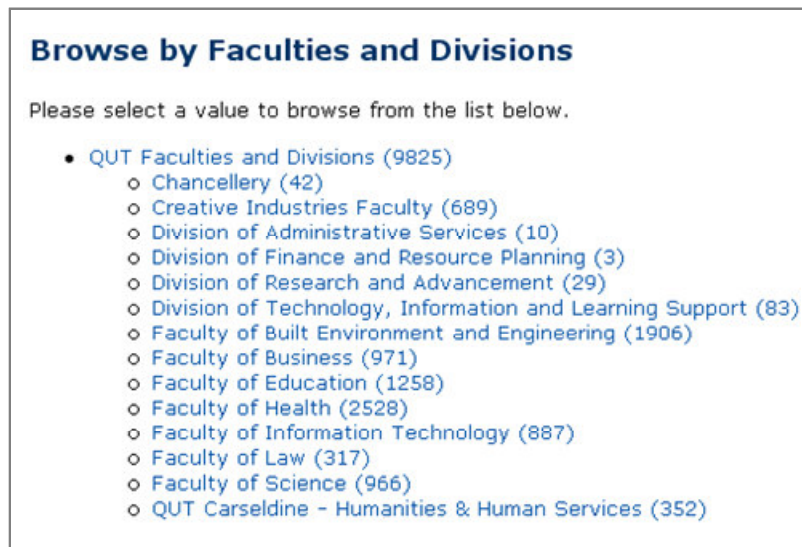 Browse by Faculties and Divisions
Please select a value to browse from the list below.
• QUT Faculties and Divisions (9825)
o Chancellery (42)
o Creative Industries Faculty (689)
o Division of Administrative Services (10)
o Division of Finance and Resource Planning (3)
o Division of Research and Advancement (29)
o Division of Technology, Information and Learning Support (83)
o Faculty of Built Environment and Engineering (1906)
o Faculty of Business (971)
o Faculty of Education (1258)
o Faculty of Health (2528)
o Faculty of Information Technology (887)
o Faculty of Law (317)
o Faculty of Science (966)
o QUT Carseldine - Humanities & Human Services (352)